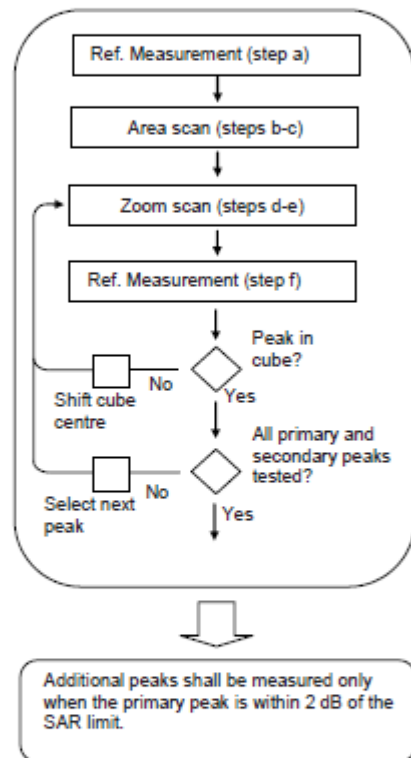 Ref. Measurement (step a)
Area scan (steps b-c)
Zoom scan (steps d-e)
Ref. Measurement (step f)
Peak in
cube?
No
Yes
Shift cube
centre
All primary and
secondary peaks
tested?
No
Yes
Select next
peak
Additional peaks shall be measured only
when the primary peak is within 2 dB of the
SAR limit.